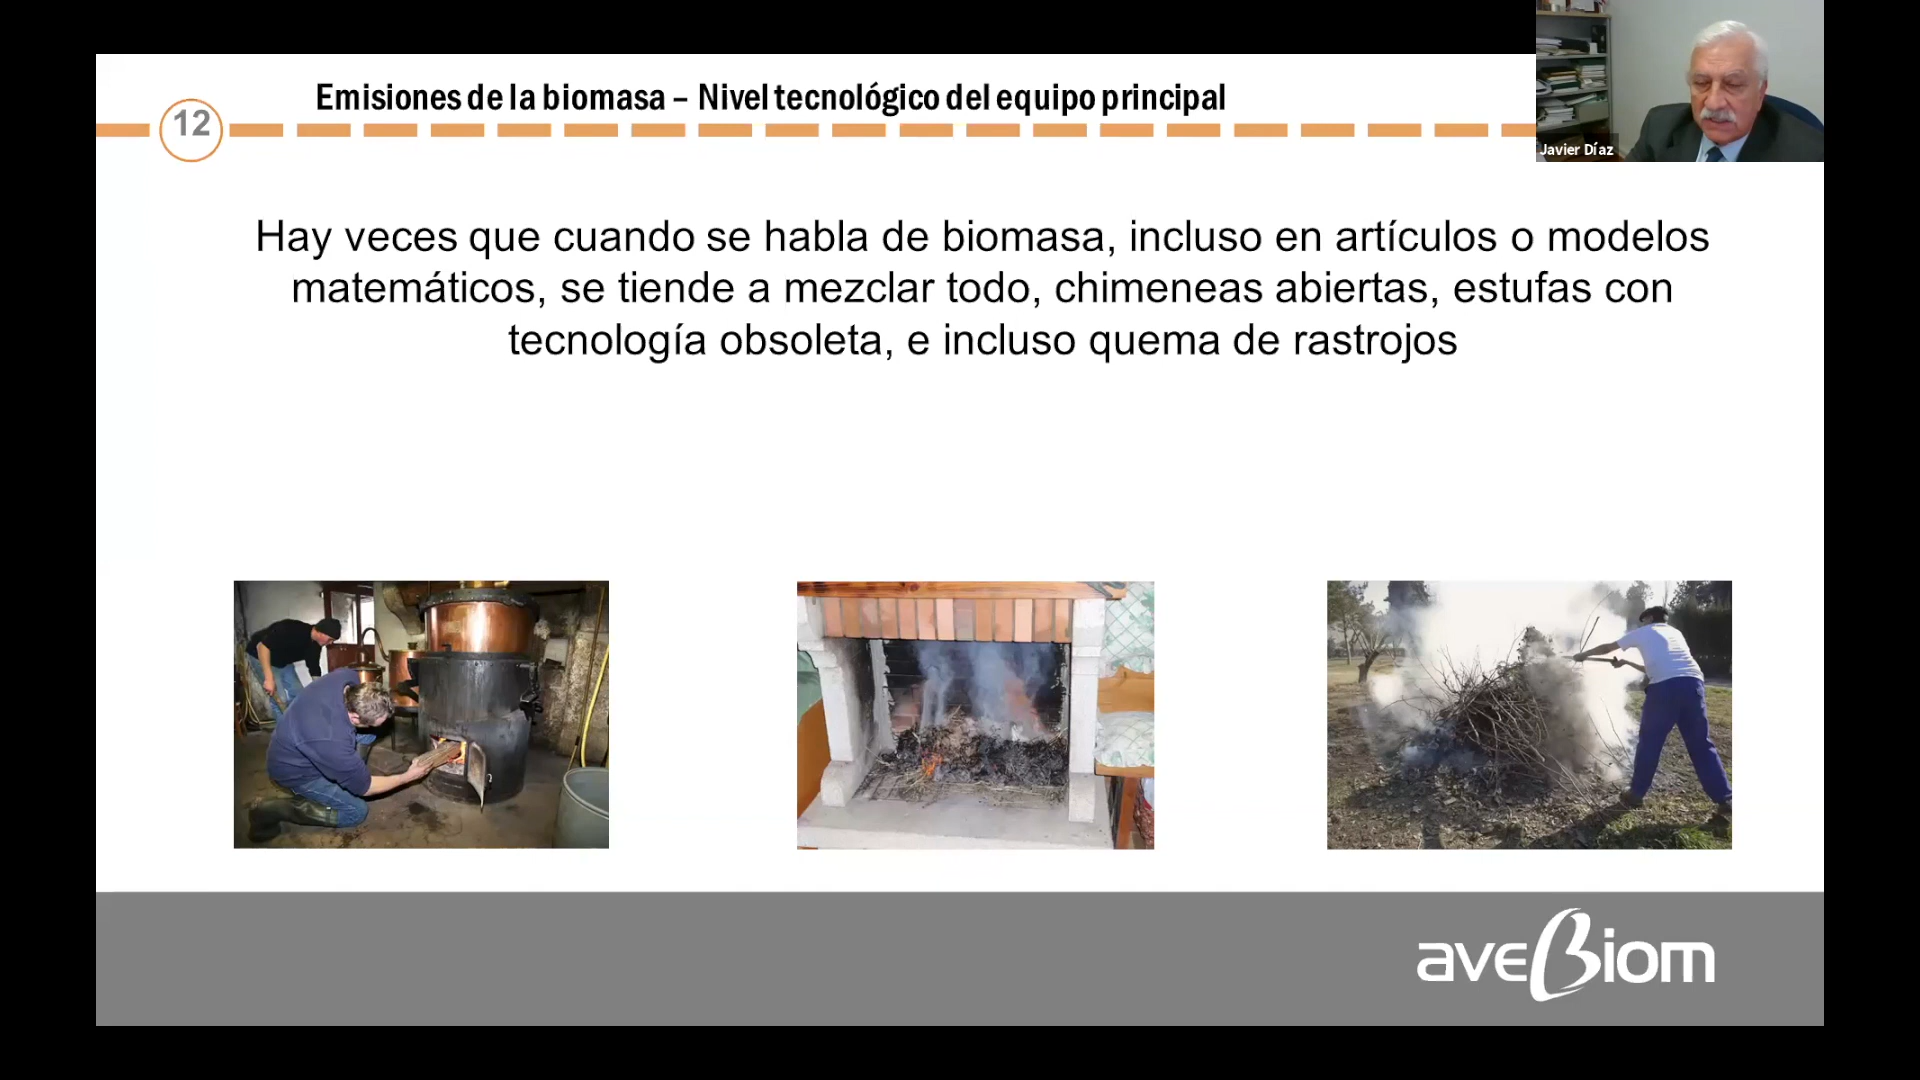 Emisiones de la biomasa – Nivel tecnológico del equipo principal
12
Javier Díaz
Hay veces que cuando se habla de biomasa, incluso en artículos o modelos
matemáticos, se tiende a mezclar todo, chimeneas abiertas, estufas con
tecnología obsoleta, e incluso quema de rastrojos
aveBiom